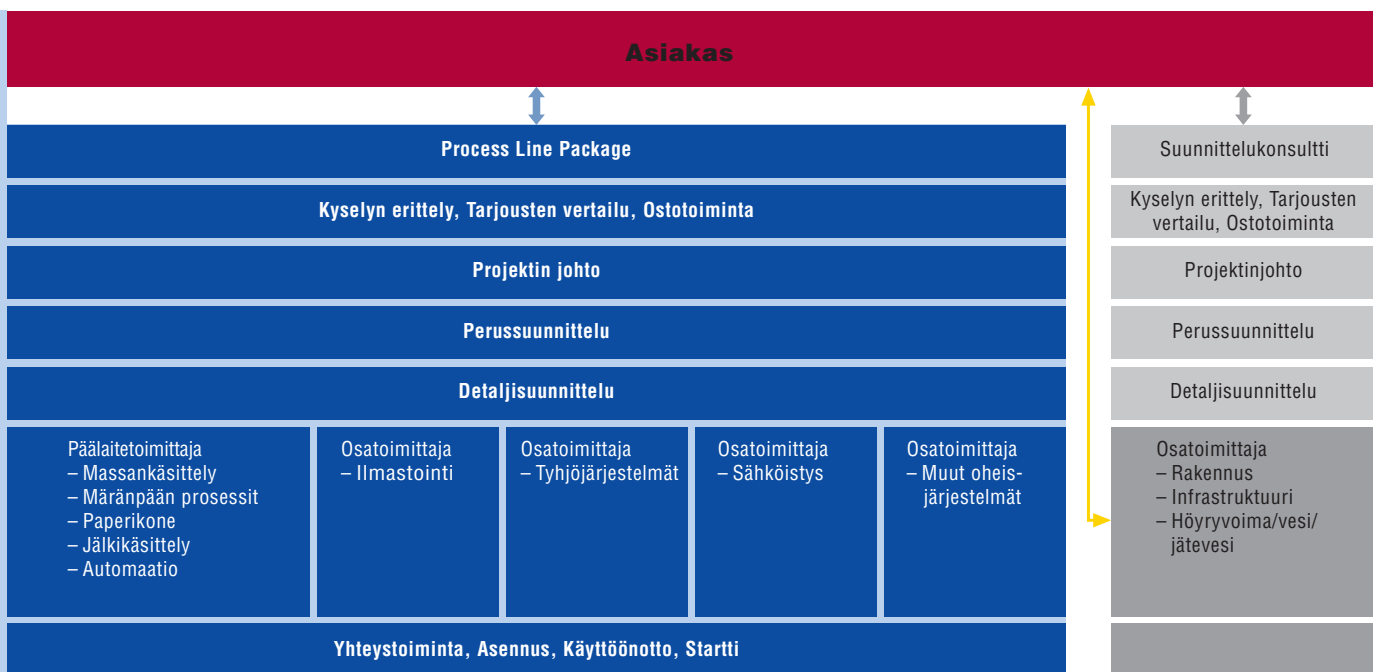 Asiakas
Process Line Package
Kyselyn erittely, Tarjousten vertailu, Ostotoiminta
Projektin johto
Perussuunnittelu
Detaljisuunnittelu
Päälaitetoimittaja
– Massankäsittely
– Märänpään prosessit
– Paperikone
– Jälkikäsittely
– Automaatio
Osatoimittaja
– Ilmastointi
Osatoimittaja
– Tyhjöjärjestelmät
Osatoimittaja
– Sähköistys
Osatoimittaja
– Muut oheis-
järjestelmät
Yhteystoiminta, Asennus, Käyttöönotto, Startti
Suunnittelukonsultti
Kyselyn erittely, Tarjousten
vertailu, Ostotoiminta
Projektinjohto
Perussuunnittelu
Detaljisuunnittelu
Osatoimittaja
– Rakennus
– Infrastruktuuri
– Höyryvoima/vesi/
jätevesi